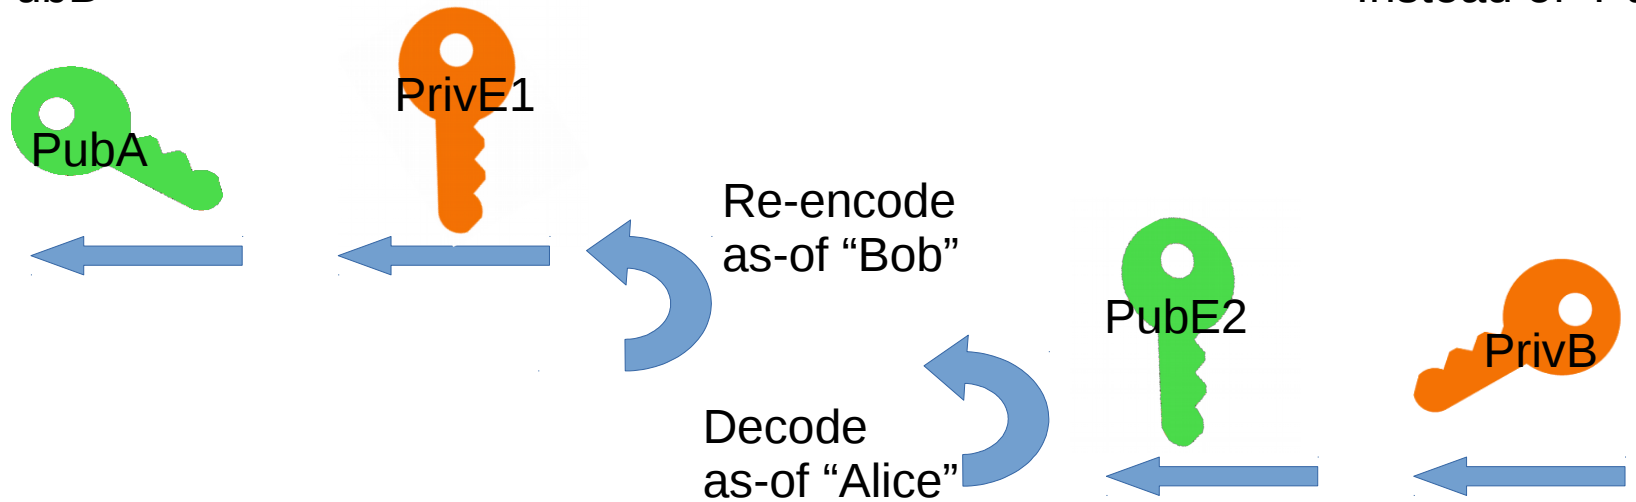 PrivE1
PubA
Re-encode
as-of “Bob”
PubE2
PrivB
Decode
as-of “Alice”